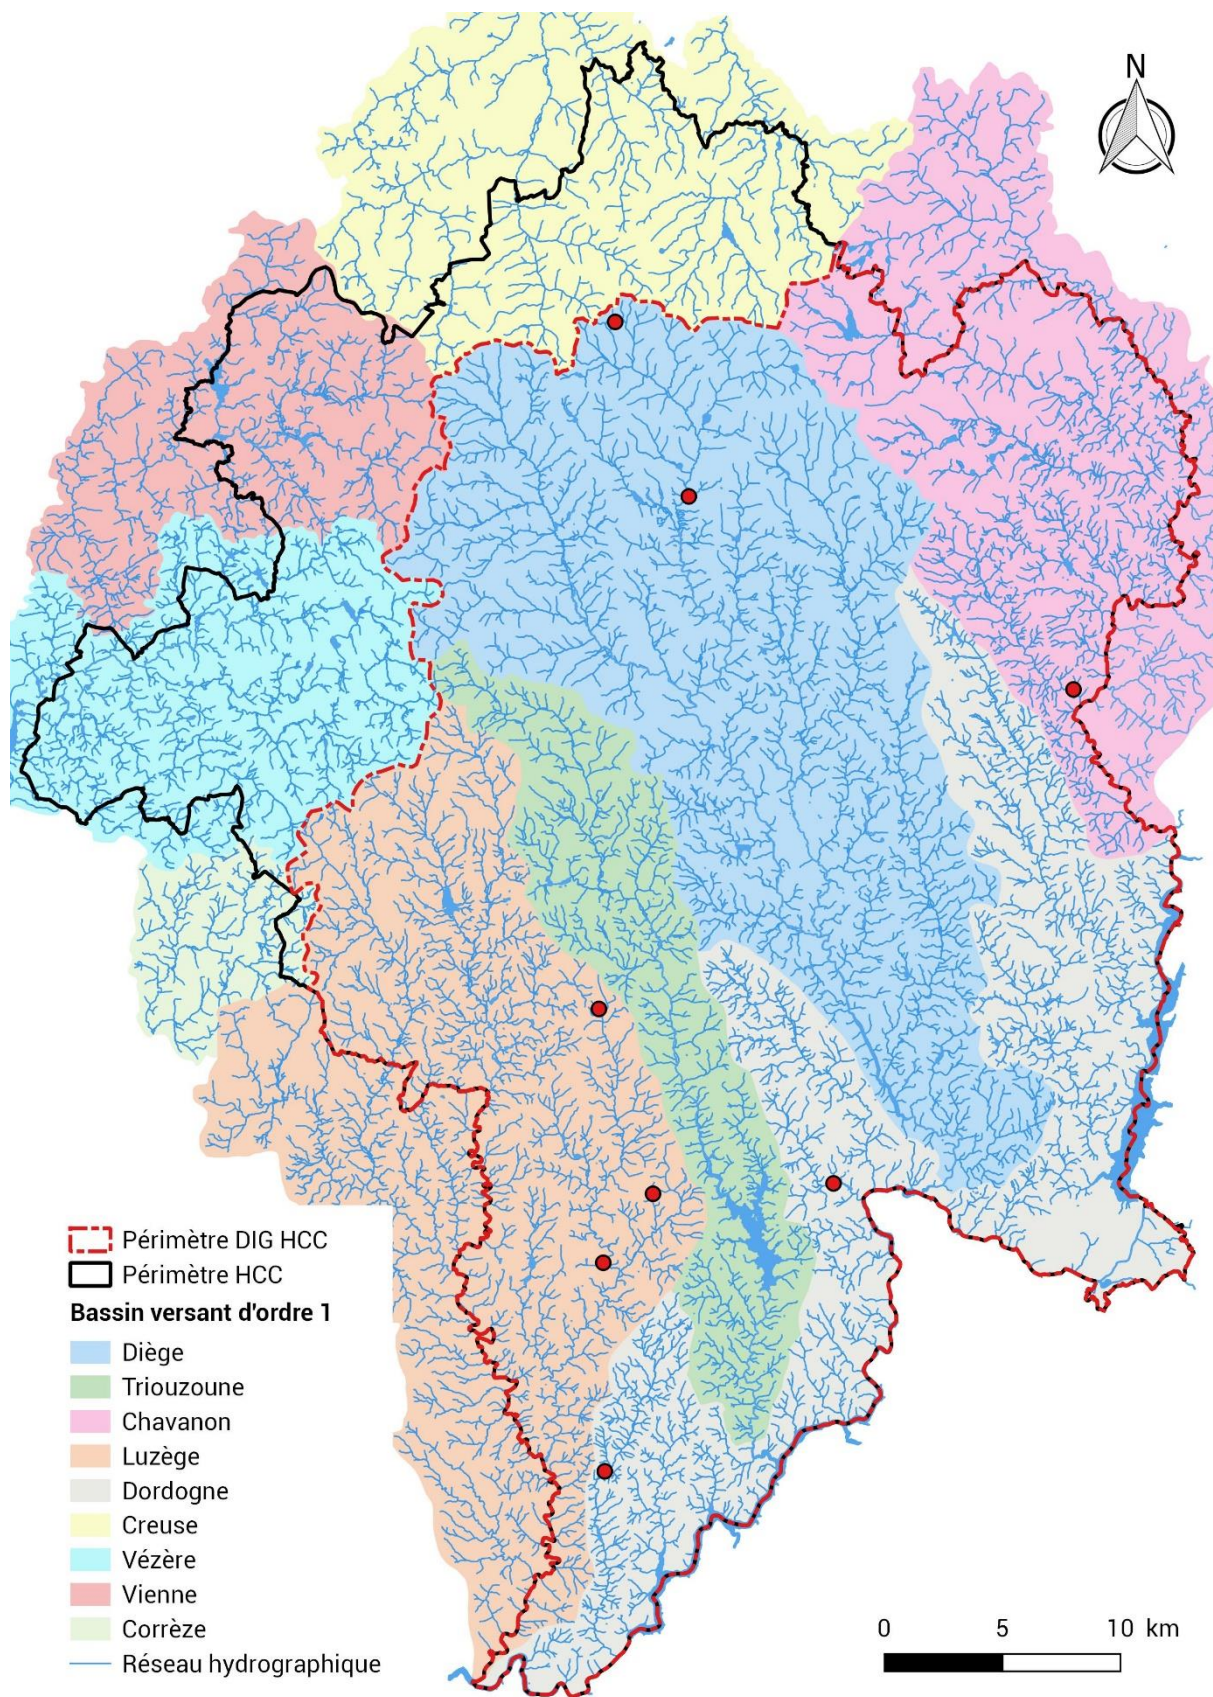 N
Périmètre DIG HCC
Périmètre HCC
Bassin versant d'ordre 1
Diège
Triouzoune
Chavanon
Luzège
Dordogne
Creuse
Vézère
Vienne
Corrèze
Réseau hydrographique
0 5 10 km